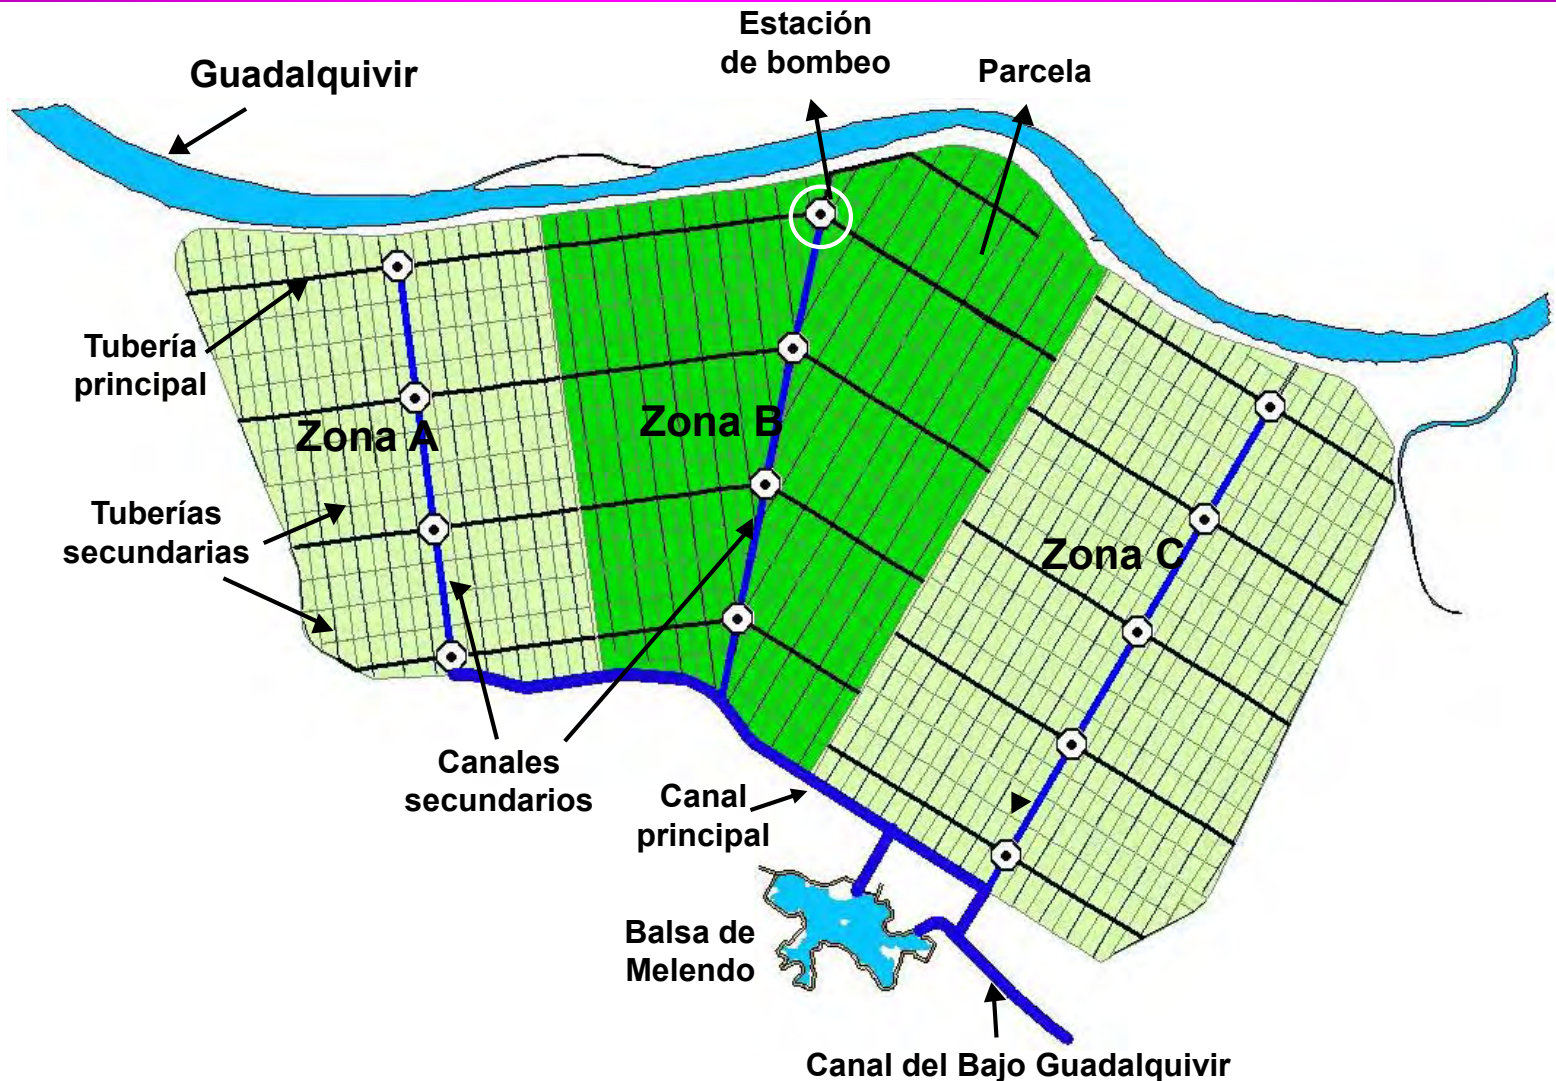 Estación
de bombeo
Guadalquivir
Parcela
Tubería
principal
Zona A
Zona B
Tuberías
secundarias
Zona C
Canales
secundarios
Canal
principal
Balsa de
Melendo
Canal del Bajo Guadalquivir